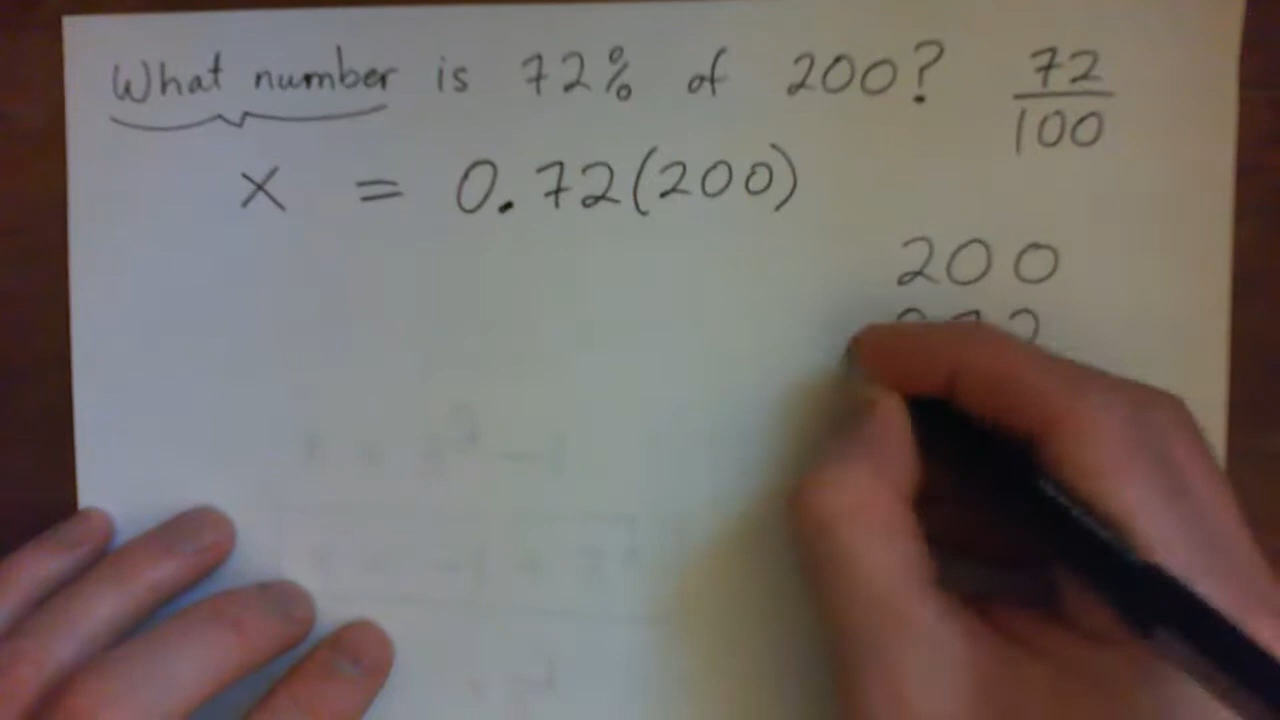 What number is 72% of 200?
72
100
x = 0.72(200)
200